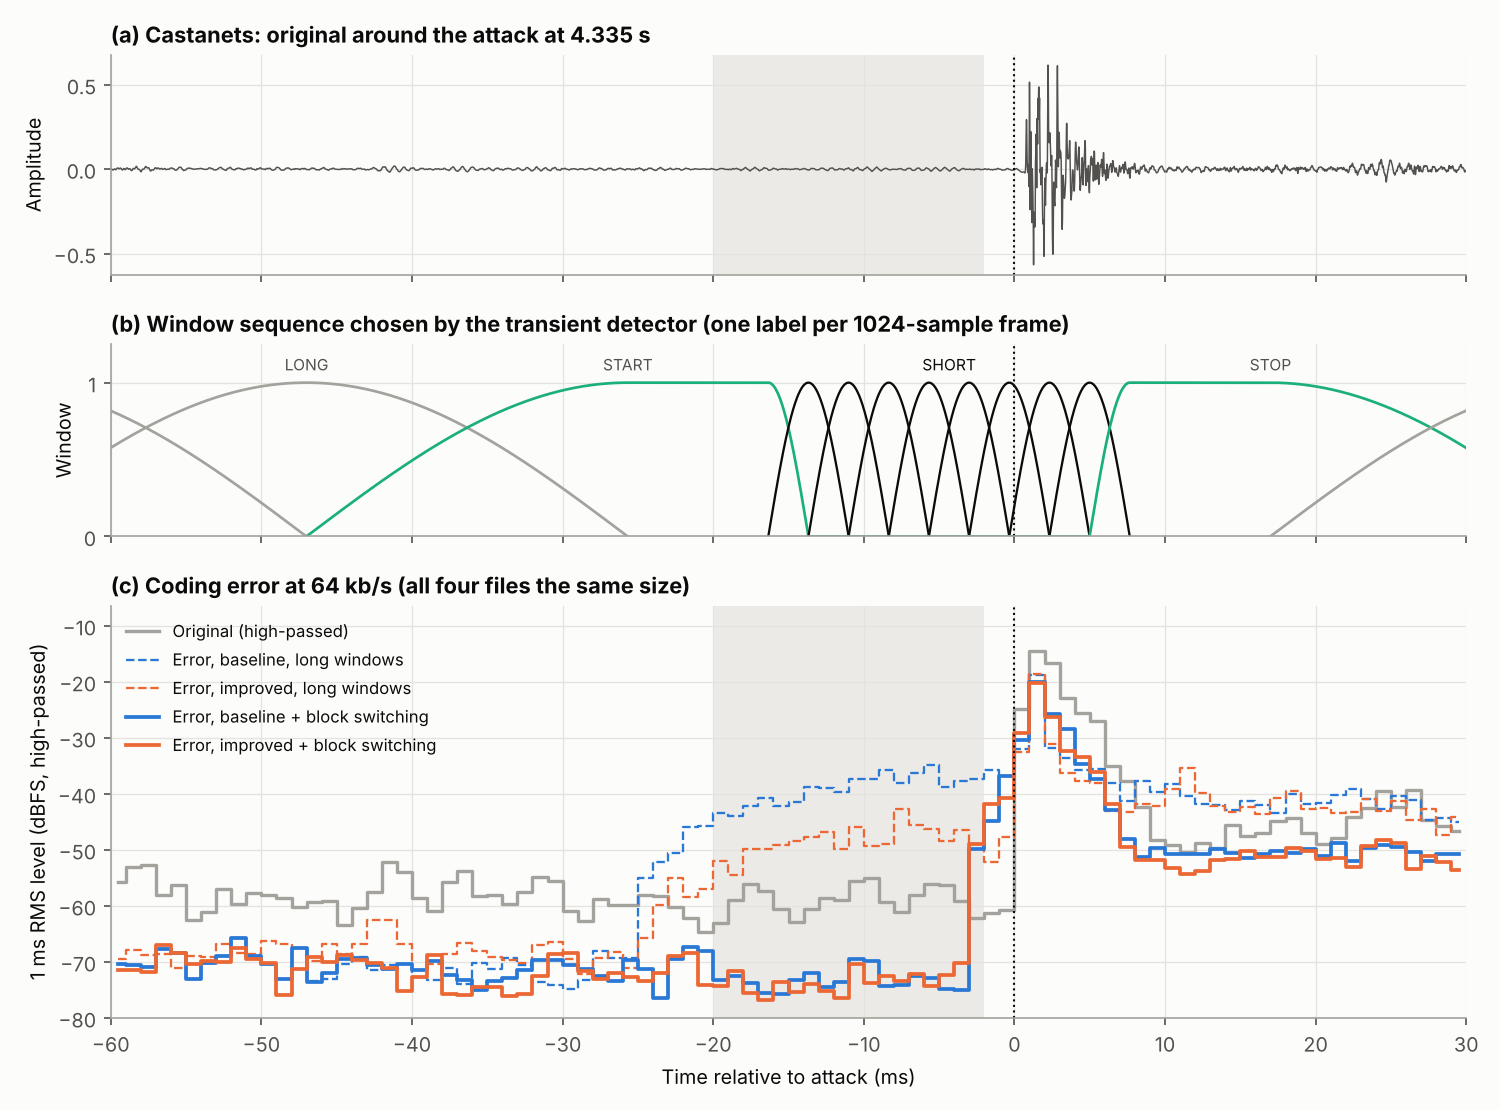 (a) Castanets: original around the attack at 4.335 s
Amplitude
0.5
0.0
−0.5
(b) Window sequence chosen by the transient detector (one label per 1024-sample frame)
LONG START SHORT STOP
Window
1
0
(c) Coding error at 64 kb/s (all four files the same size)
1 ms RMS level (dBFS, high-passed)
−10
−20
−30
−40
−50
−60
−70
−80
Original (high-passed)
Error, baseline, long windows
Error, improved, long windows
Error, baseline + block switching
Error, improved + block switching
−60 −50 −40 −30 −20 −10 0 10 20 30
Time relative to attack (ms)